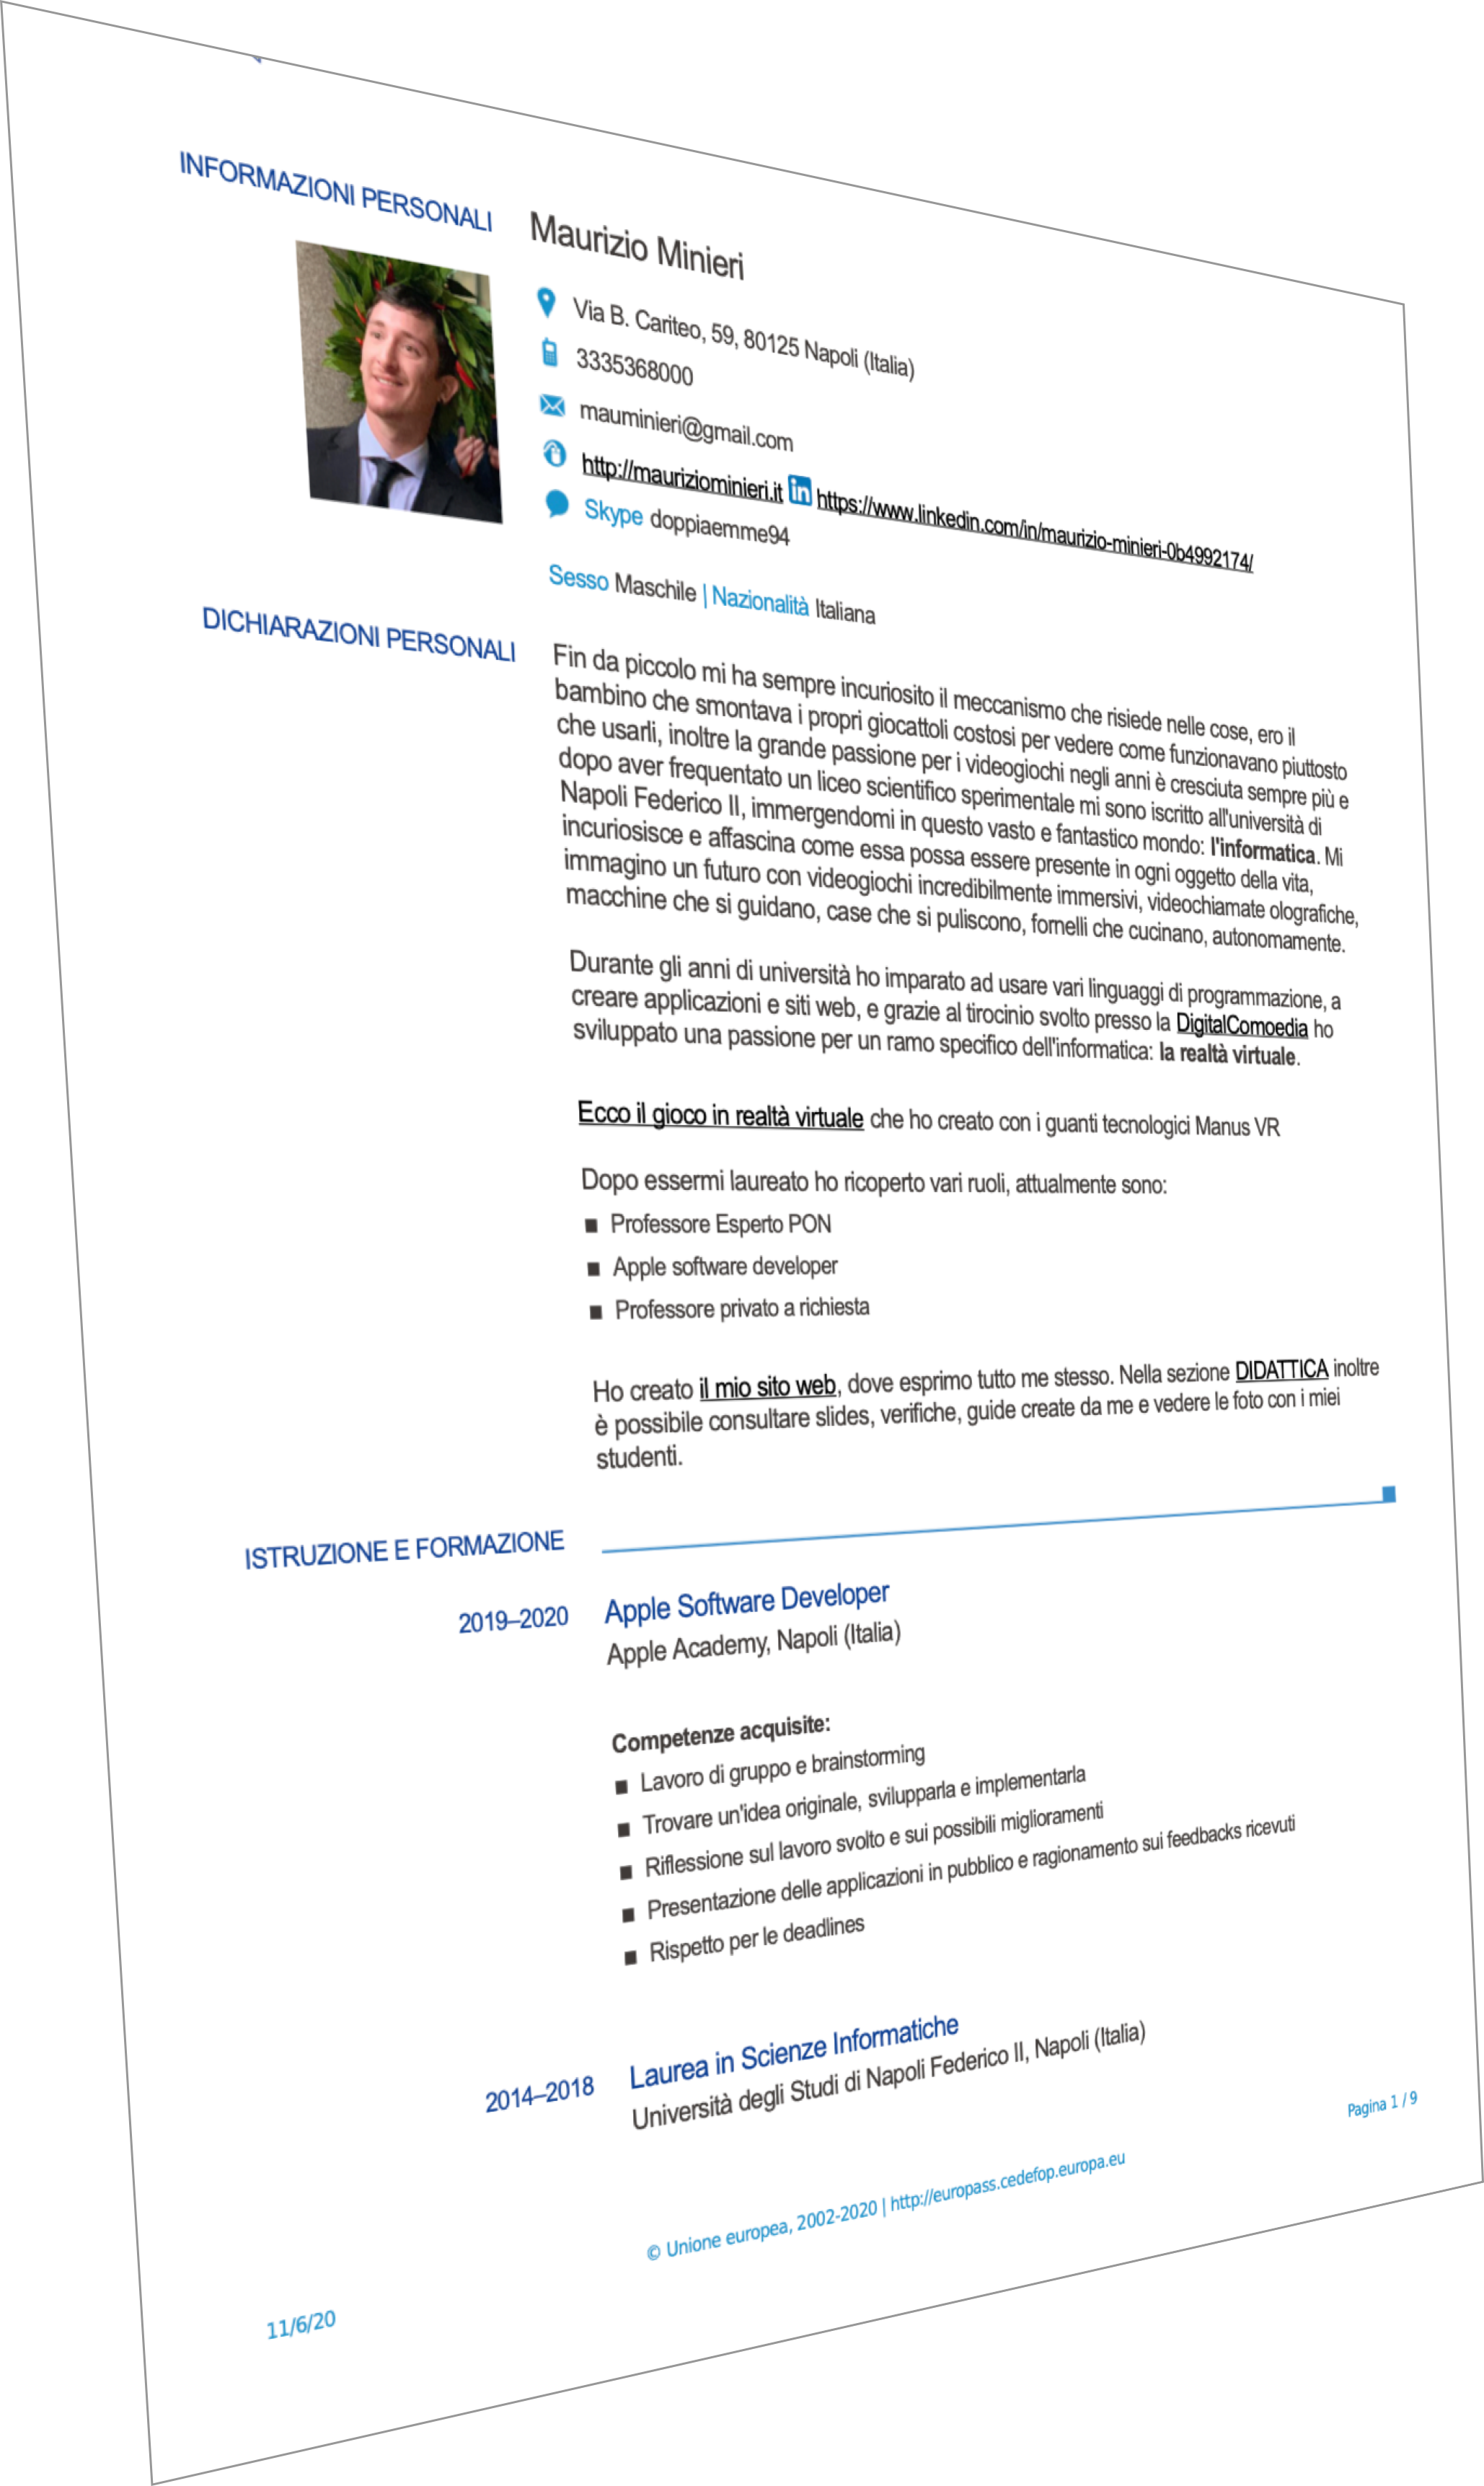 INFORMAZIONI PERSONALI
Maurizio Minieri
Via B. Cariteo, 59, 80125 Napoli (Italia)
3335368000
mauminieri@gmail.com
http://mauriziominieri.it in https://www.linkedin.com/in/maurizio-minieri-0b4992174/
Skype doppiaemme94
Sesso Maschile | Nazionalità Italiana
DICHIARAZIONI PERSONALI
Fin da piccolo mi ha sempre incuriosito il meccanismo che risiede nelle cose, ero il
bambino che smontava i propri giocattoli costosi per vedere come funzionavano piuttosto
che usarli, inoltre la grande passione per i videogiochi negli anni è cresciuta sempre più e
dopo aver frequentato un liceo scientifico sperimentale mi sono iscritto all'università di
Napoli Federico II, immergendomi in questo vasto e fantastico mondo: l'informatica. Mi
incuriosisce e affascina come essa possa essere presente in ogni oggetto della vita,
immagino un futuro con videogiochi incredibilmente immersivi, videochiamate olografiche,
macchine che si guidano, case che si puliscono, fornelli che cucinano, autonomamente.
Durante gli anni di università ho imparato ad usare vari linguaggi di programmazione, a
creare applicazioni e siti web, e grazie al tirocinio svolto presso la DigitalComoedia ho
sviluppato una passione per un ramo specifico dell'informatica: la realtà virtuale.
Ecco il gioco in realtà virtuale che ho creato con i guanti tecnologici Manus VR
Dopo essermi laureato ho ricoperto vari ruoli, attualmente sono:
■ Professore Esperto PON
■ Apple software developer
■ Professore privato a richiesta
Ho creato il mio sito web, dove esprimo tutto me stesso. Nella sezione DIDATTICA inoltre
è possibile consultare slides, verifiche, guide create da me e vedere le foto con i miei
studenti.
ISTRUZIONE E FORMAZIONE
2019–2020 Apple Software Developer
Apple Academy, Napoli (Italia)
Competenze acquisite:
■ Lavoro di gruppo e brainstorming
■ Trovare un'idea originale, svilupparla e implementarla
■ Riflessione sul lavoro svolto e sui possibili miglioramenti
■ Presentazione delle applicazioni in pubblico e ragionamento sui feedbacks ricevuti
■ Rispetto per le deadlines
2014–2018 Laurea in Scienze Informatiche
Università degli Studi di Napoli Federico II, Napoli (Italia)
11/6/20
© Unione europea, 2002-2020 | http://europass.cedefop.europa.eu
Pagina 1 / 9